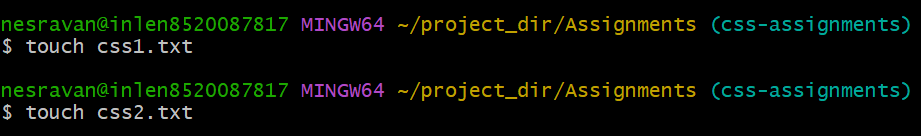 nesravan@inlen8520087817 MINGW64 ~/project_dir/Assignments (css-assignments)
$ touch css1.txt
nesravan@inlen8520087817 MINGW64 ~/project_dir/Assignments (css-assignments)
$ touch css2.txt